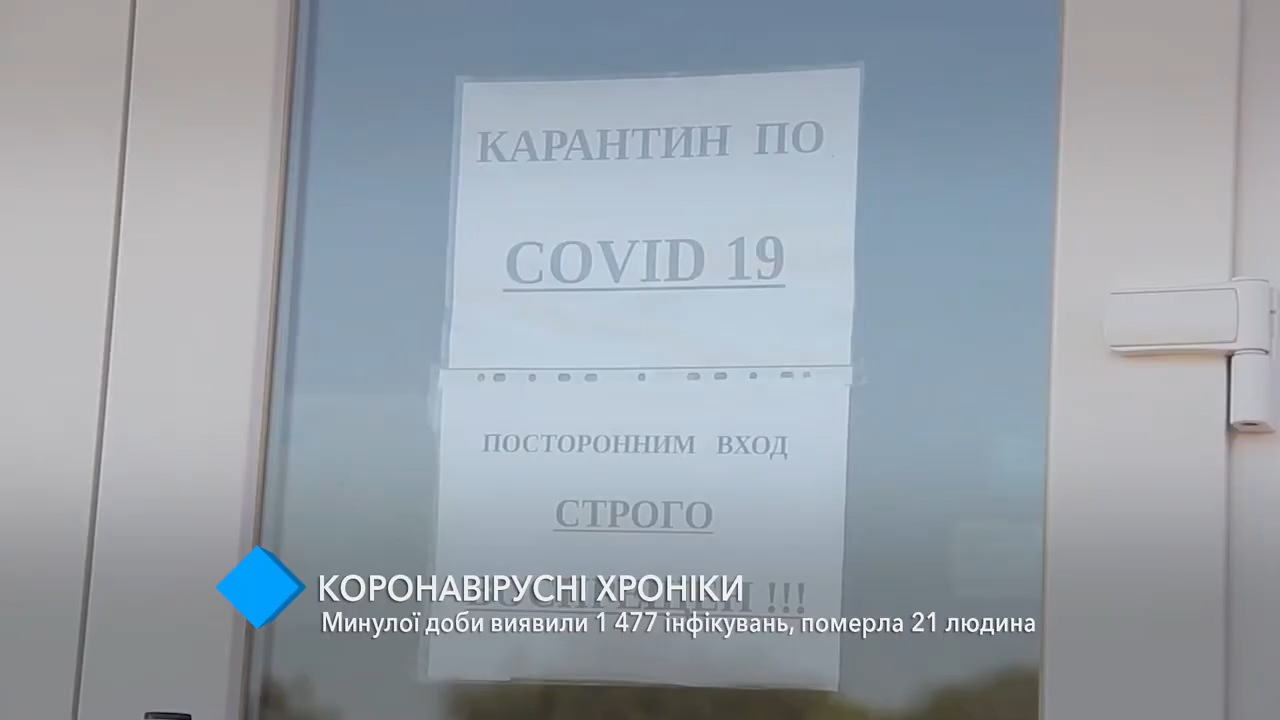 КАРАНТИН ПО
COVID 19
ПОСТОРОННИМ ВХОД
СТРОГО
!!!
КОРОНАВІРУСНІ ХРОНІКИ
Минулої доби виявили 1 477 інфікувань, померла 21 людина